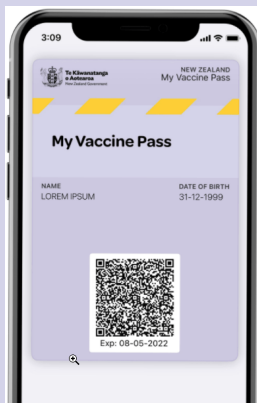 3:09
Te Kāwanatanga
o Aotearoa
New Zealand Government
NEW ZEALAND
My Vaccine Pass
My Vaccine Pass
NAME
LOREM IPSUM
DATE OF BIRTH
31-12-1999
Exp: 08-05-2022